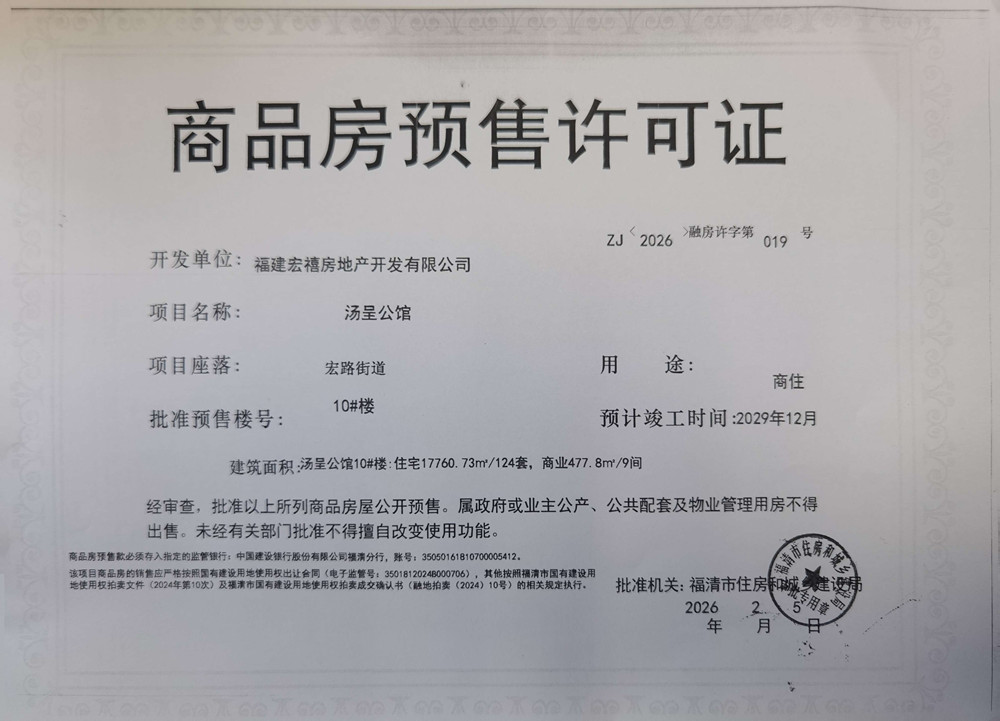 商品房预售许可证
ZJ〈2026〉融房许字第 019 号
开发单位： 福建宏禧房地产开发有限公司
项目名称： 汤呈公馆
项目座落： 宏路街道
用 途： 商住
批准预售楼号： 10#楼
预计竣工时间:2029年12月
建筑面积:汤呈公馆10#楼:住宅17760.73㎡/124套，商业477.8㎡/9间
经审查，批准以上所列商品房屋公开预售。属政府或业主公产、公共配套及物业管理用房不得
出售。未经有关部门批准不得擅自改变使用功能。
商品房预售款必须存入指定的监管银行：中国建设银行股份有限公司福清分行，账号：35050161810700005412。
该项目商品房的销售应严格按照国有建设用地使用权出让合同（电子监管号：3501812024B000706），其他按照福清市国有建设用
地使用权拍卖文件（2024年第10次）及福清市国有建设用地使用权拍卖成交确认书（融地拍卖（2024）10号）的相关规定执行。
批准机关：福清市住房和城乡建设局
2026 2 5
年 月 日
福清市住房和城乡建设局
专用章